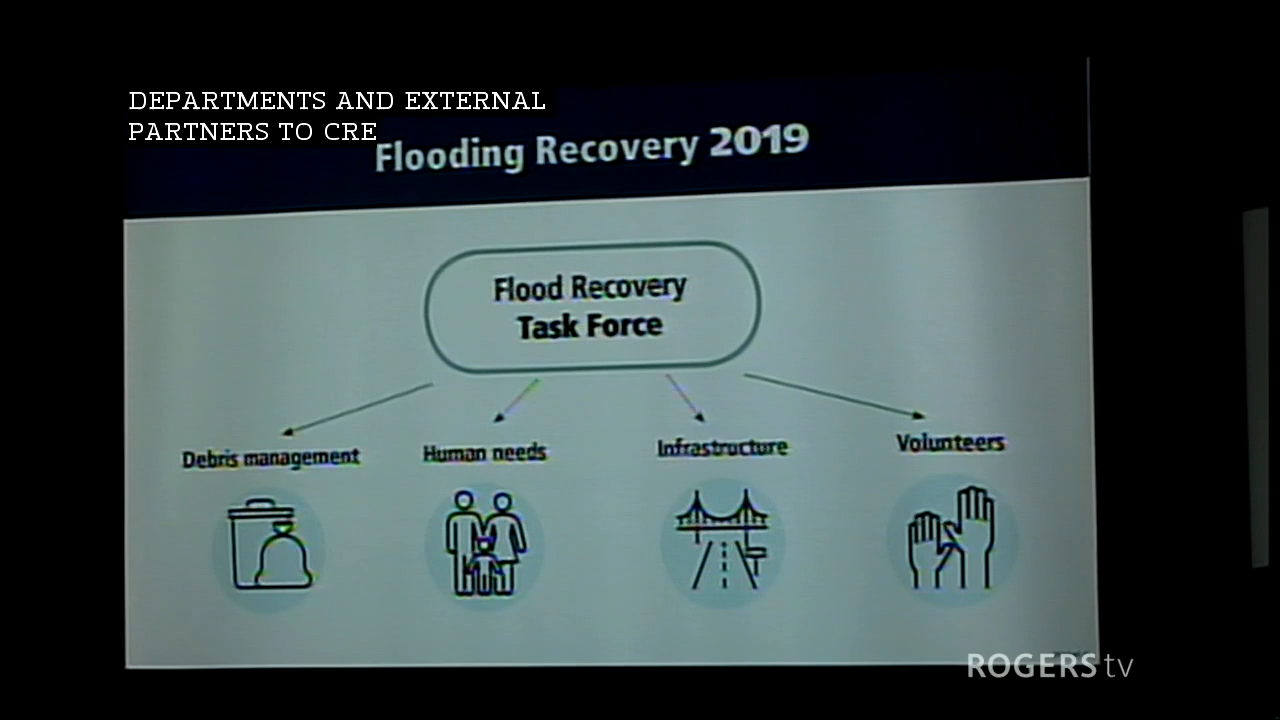 DEPARTMENTS AND EXTERNAL
PARTNERS TO CRE
Flooding Recovery 2019
Flood Recovery
Task Force
Debris management
Human needs
Infrastructure
Volunteers
ROGERS tv